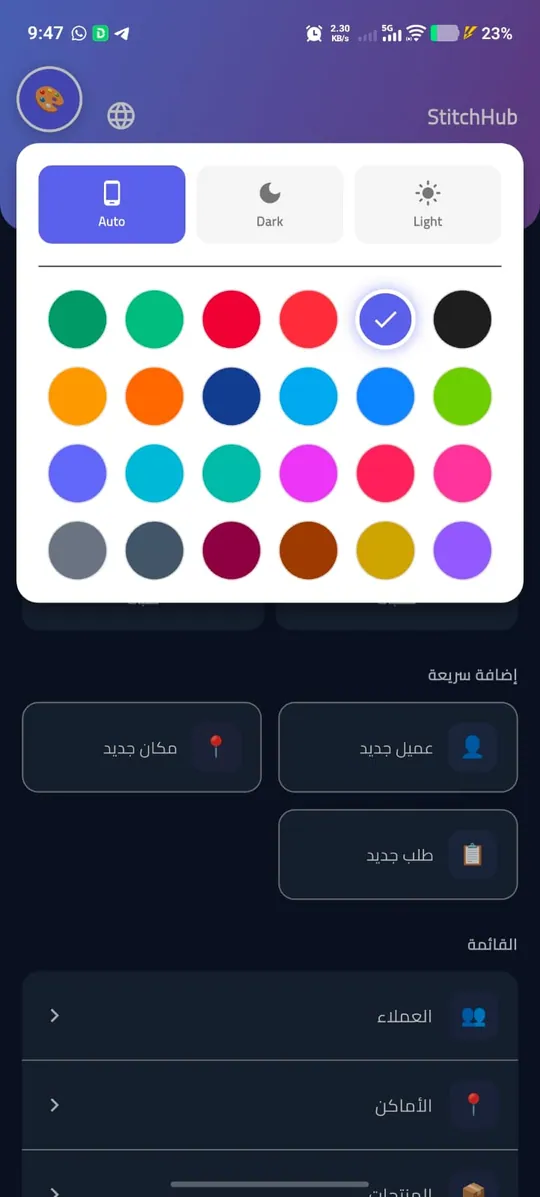 9:47
2.30 KB/s
5G
23%
StitchHub
Auto
Dark
Light
إضافة سريعة
عميل جديد
مكان جديد
طلب جديد
القائمة
العملاء
الأماكن
المنتجات